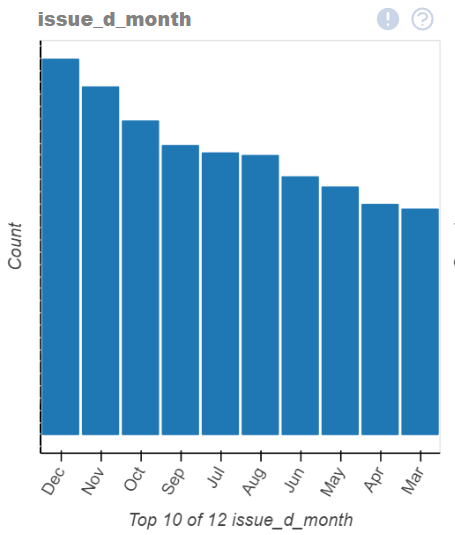 issue_d_month
! ?
Count
Dec Nov Oct Sep Jul Aug Jun May Apr Mar
Top 10 of 12 issue_d_month